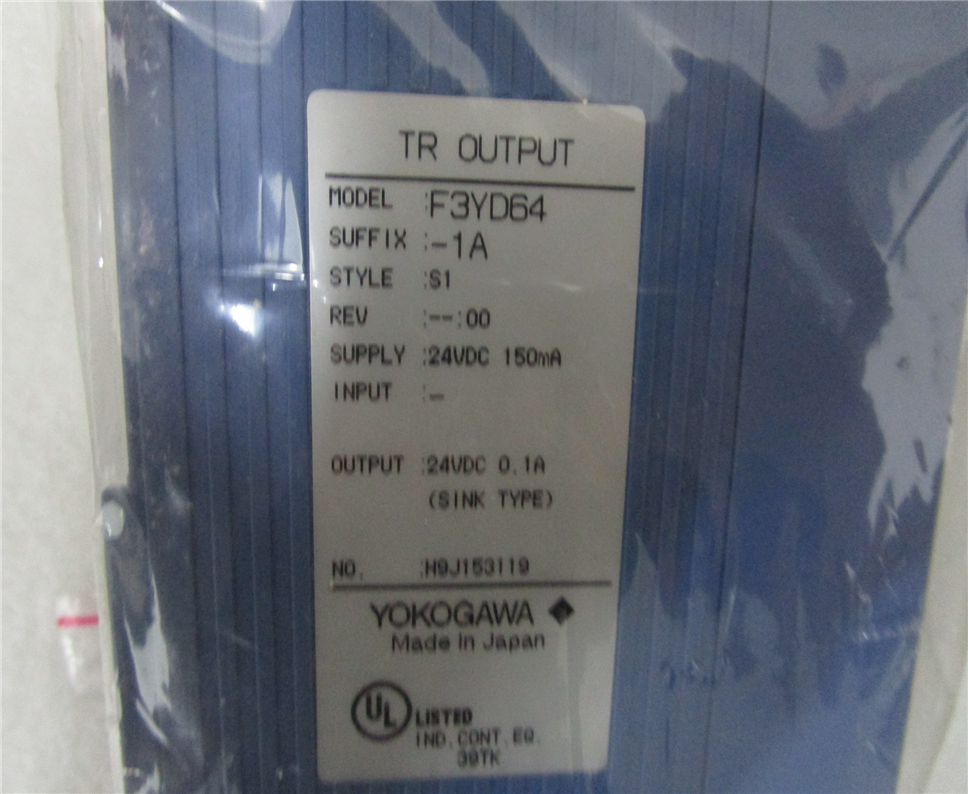 TR OUTPUT
MODEL :F3YD64
SUFFIX :-1A
STYLE :S1
REV :--:00
SUPPLY :24VDC 150mA
INPUT :-
OUTPUT :24VDC 0.1A
(SINK TYPE)
NO. :H9J153119
YOKOGAWA
Made in Japan
UL LISTED
IND.CONT.EQ.
39TK